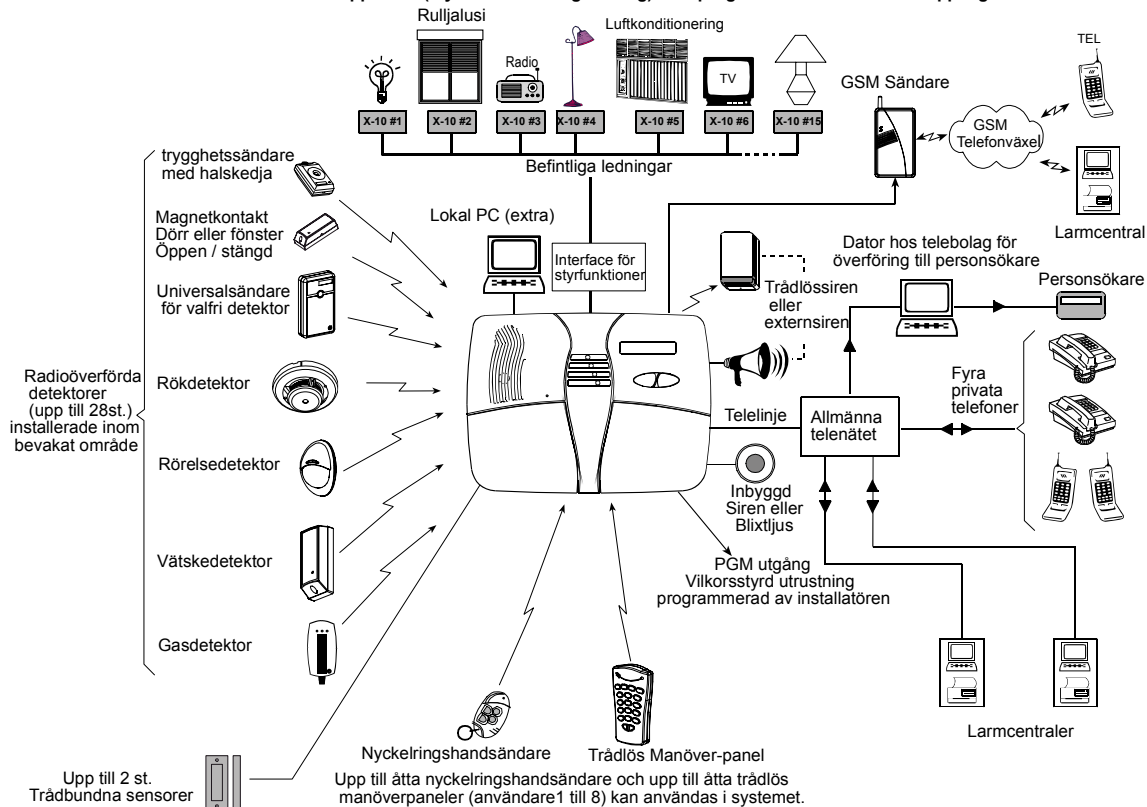 Rulljalusi
Luftkonditionering
Radio
TV
X-10 #1
X-10 #2
X-10 #3
X-10 #4
X-10 #5
X-10 #6
X-10 #15
Befintliga ledningar
GSM Sändare
TEL
GSM
Telefonväxel
Larmcentral
trygghetssändare
med halskedja
Magnetkontakt
Dörr eller fönster
Öppen / stängd
Universalsändare
för valfri detektor
Rökdetektor
Rörelsedetektor
Vätskedetektor
Gasdetektor
Radioöverförda
detektorer
(upp till 28st.)
installerade inom
bevakat område
Upp till 2 st.
Trådbundna sensorer
Lokal PC (extra)
Interface för
styrfunktioner
Trådlössiren
eller
externsiren
Dator hos telebolag för
överföring till personsökare
Personsökare
Fyra
privata
telefoner
Telelinje
Allmänna
telenätet
Inbyggd
Siren eller
Blixtljus
PGM utgång
Vilkorsstyrd utrustning
programmerad av installatören
Larmcentraler
Nyckelringshandsändare
Trådlös Manöver-panel
Upp till åtta nyckelringshandsändare och upp till åtta trådlös
manöverpaneler (användare1 till 8) kan användas i systemet.